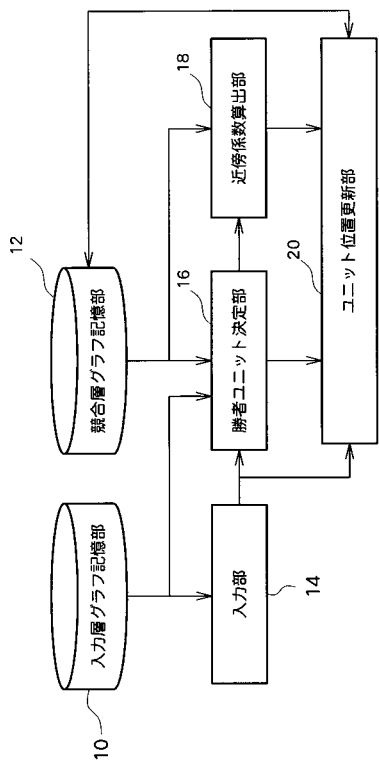 10
入力層グラフ記憶部
12
競合層グラフ記憶部
14
入力部
16
勝者ユニット決定部
18
近傍係数算出部
20
ユニット位置更新部